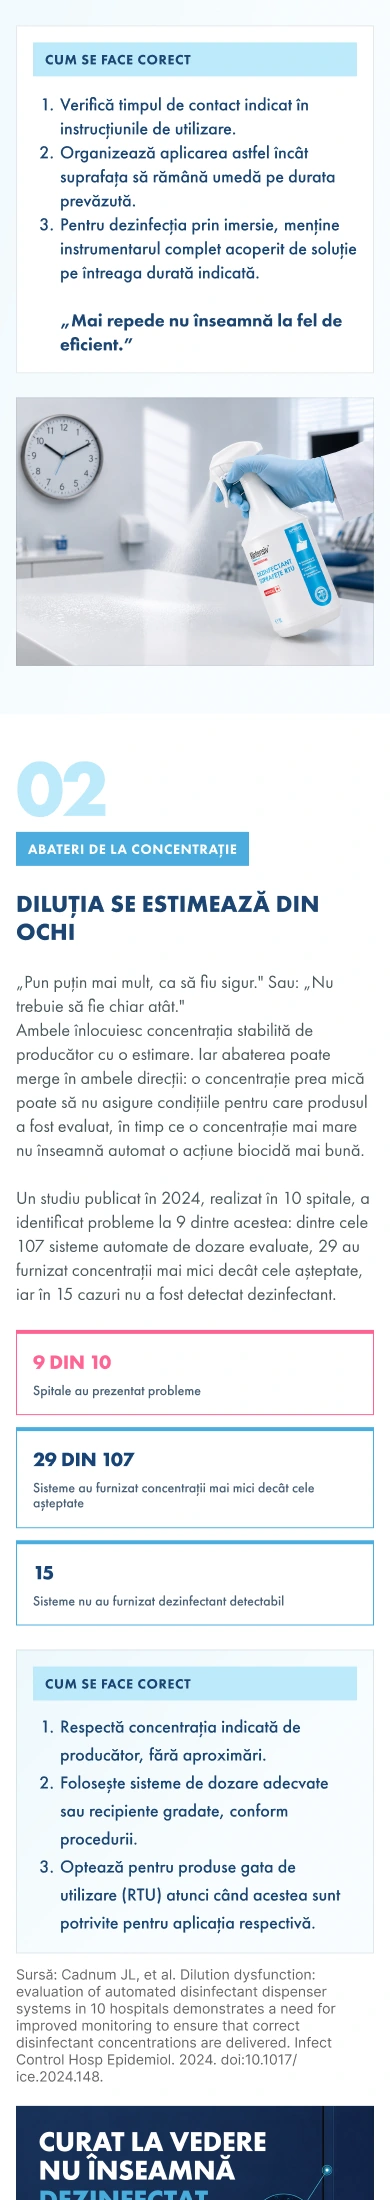 CUM SE FACE CORECT
1. Verifică timpul de contact indicat în
instrucțiunile de utilizare.
2. Organizează aplicarea astfel încât
suprafața să rămână umedă pe durata
prevăzută.
3. Pentru dezinfecția prin imersie, menține
instrumentarul complet acoperit de soluție
pe întreaga durată indicată.
„Mai repede nu înseamnă la fel de
eficient.”
DEZINFECTANT
SUPRAFEȚE RTU
02
ABATERI DE LA CONCENTRAȚIE
DILUȚIA SE ESTIMEAZĂ DIN
OCHI
„Pun puțin mai mult, ca să fiu sigur." Sau: „Nu
trebuie să fie chiar atât."
Ambele înlocuiesc concentrația stabilită de
producător cu o estimare. Iar abaterea poate
merge în ambele direcții: o concentrație prea mică
poate să nu asigure condițiile pentru care produsul
a fost evaluat, în timp ce o concentrație mai mare
nu înseamnă automat o acțiune biocidă mai bună.
Un studiu publicat în 2024, realizat în 10 spitale, a
identificat probleme la 9 dintre acestea: dintre cele
107 sisteme automate de dozare evaluate, 29 au
furnizat concentrații mai mici decât cele așteptate,
iar în 15 cazuri nu a fost detectat dezinfectant.
9 DIN 10
Spitale au prezentat probleme
29 DIN 107
Sisteme au furnizat concentrații mai mici decât cele
așteptate
15
Sisteme nu au furnizat dezinfectant detectabil
CUM SE FACE CORECT
1. Respectă concentrația indicată de
producător, fără aproximări.
2. Folosește sisteme de dozare adecvate
sau recipiente gradate, conform
procedurii.
3. Optează pentru produse gata de
utilizare (RTU) atunci când acestea sunt
potrivite pentru aplicația respectivă.
Sursă: Cadnum JL, et al. Dilution dysfunction:
evaluation of automated disinfectant dispenser
systems in 10 hospitals demonstrates a need for
improved monitoring to ensure that correct
disinfectant concentrations are delivered. Infect
Control Hosp Epidemiol. 2024. doi:10.1017/
ice.2024.148.
CURAT LA VEDERE
NU ÎNSEAMNĂ
DEZINFECTAT